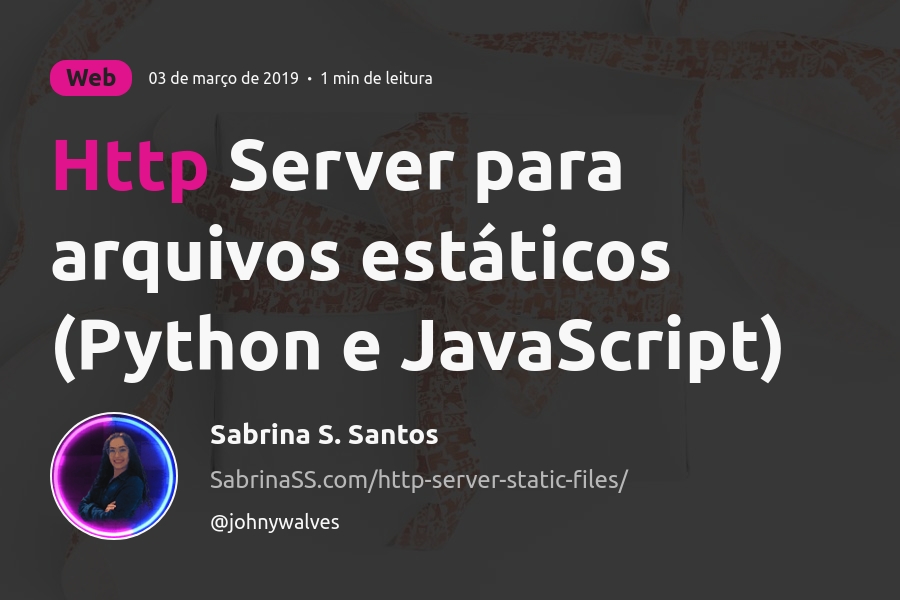 Web 03 de março de 2019 • 1 min de leitura
Http Server para
arquivos estáticos
(Python e JavaScript)
Sabrina S. Santos
SabrinaSS.com/http-server-static-files/
@johnywalves